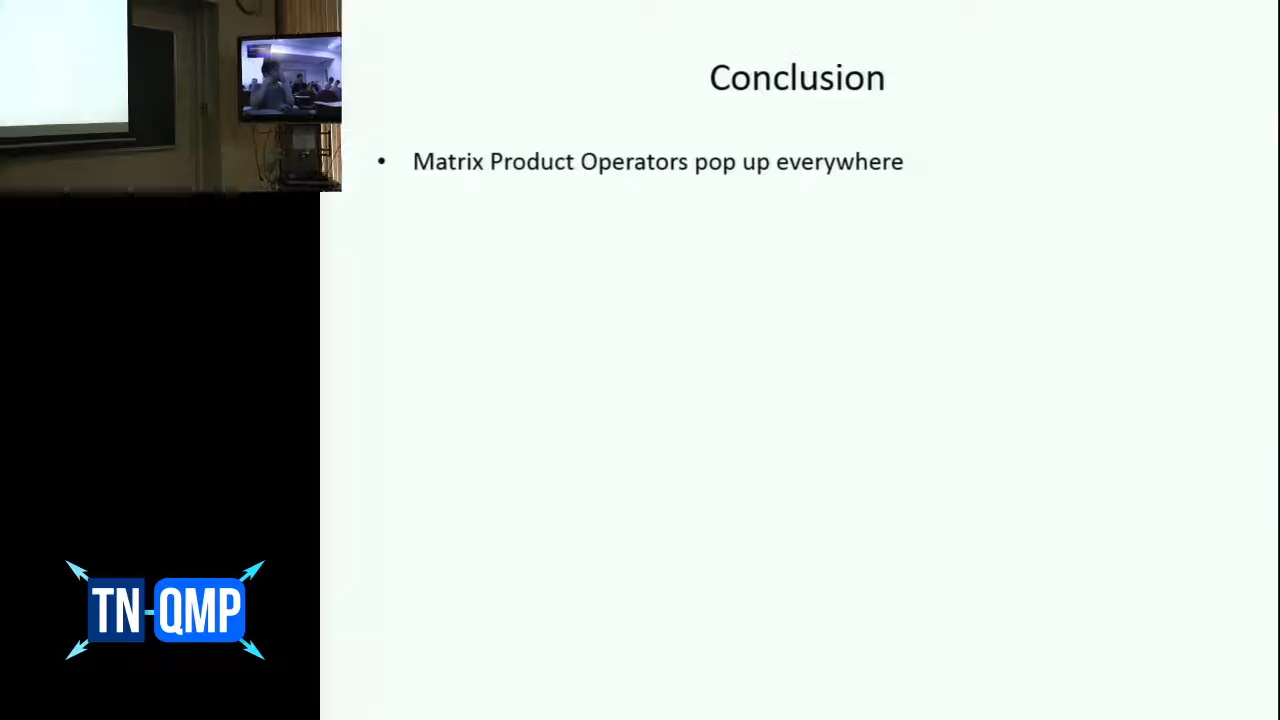 Conclusion
• Matrix Product Operators pop up everywhere
TN-QMP